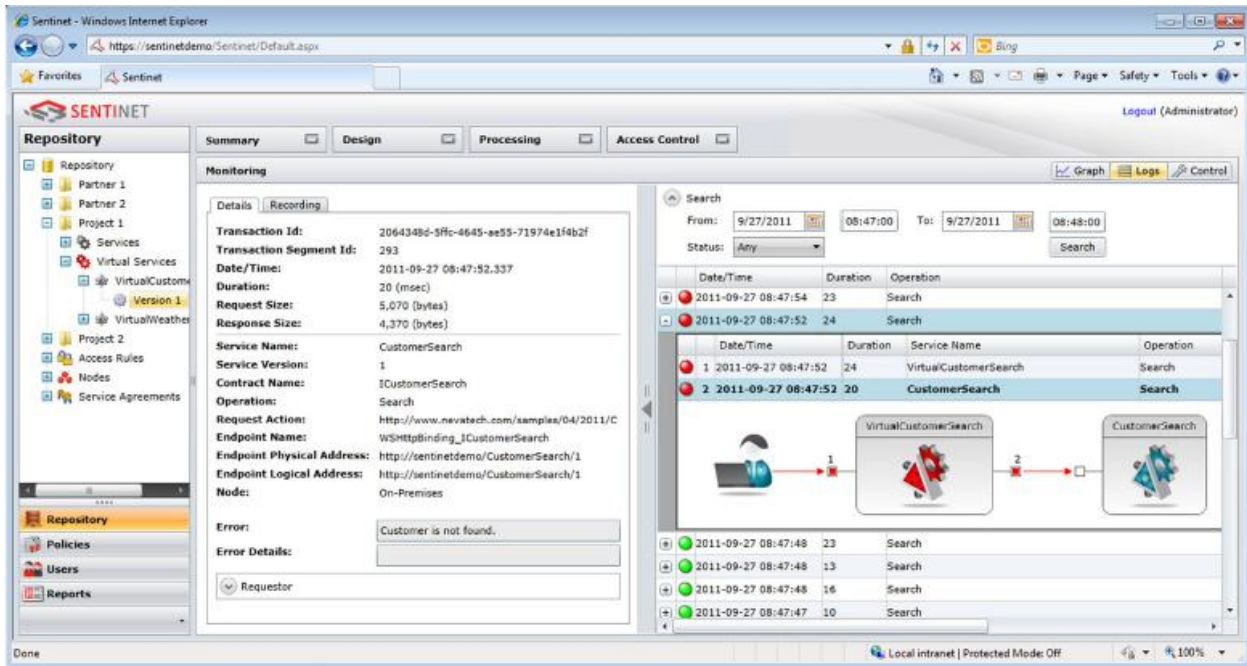 Sentinet - Windows Internet Explorer
https://sentinetdemo/Sentinet/Default.aspx
Bing
Favorites
Sentinet
Page
Safety
Tools
SENTINET
Logout (Administrator)
Repository
Summary
Design
Processing
Access Control
Repository
Partner 1
Partner 2
Project 1
Services
Virtual Services
VirtualCustome
Version 1
VirtualWeather
Project 2
Access Rules
Nodes
Service Agreements
Repository
Policies
Users
Reports
Monitoring
Graph
Logs
Control
Details
Recording
Transaction Id: 2064348d-5ffc-4645-ae55-71974e1f4b2f
Transaction Segment Id: 293
Date/Time: 2011-09-27 08:47:52.337
Duration: 20 (msec)
Request Size: 5,070 (bytes)
Response Size: 4,370 (bytes)
Service Name: CustomerSearch
Service Version: 1
Contract Name: ICustomerSearch
Operation: Search
Request Action: http://www.nevatech.com/samples/04/2011/C
Endpoint Name: WSHttpBinding_ICustomerSearch
Endpoint Physical Address: http://sentinetdemo/CustomerSearch/1
Endpoint Logical Address: http://sentinetdemo/CustomerSearch/1
Node: On-Premises
Error: Customer is not found.
Error Details:
Requestor
Search
From: 9/27/2011 08:47:00 To: 9/27/2011 08:48:00
Status: Any Search
Date/Time Duration Operation
2011-09-27 08:47:54 23 Search
2011-09-27 08:47:52 24 Search
Date/Time Duration Service Name Operation
1 2011-09-27 08:47:52 24 VirtualCustomerSearch Search
2 2011-09-27 08:47:52 20 CustomerSearch Search
VirtualCustomerSearch
CustomerSearch
1
2
2011-09-27 08:47:48 23 Search
2011-09-27 08:47:48 13 Search
2011-09-27 08:47:48 16 Search
2011-09-27 08:47:47 10 Search
Done
Local intranet | Protected Mode: Off
100%